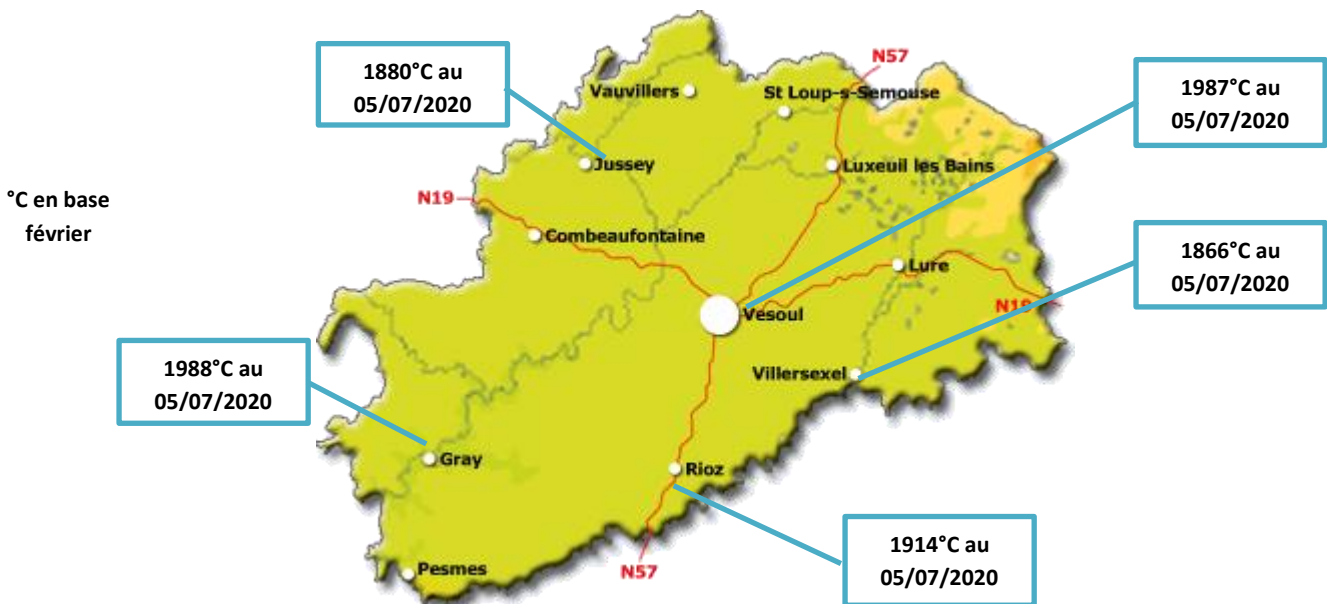 N57
1880°C au
05/07/2020
Vauvillers
St Loup-s-Semouse
1987°C au
05/07/2020
Jussey
Luxeuil les Bains
°C en base
février
N19
Combeaufontaine
Lure
1866°C au
05/07/2020
N19
Vesoul
Villersexel
1988°C au
05/07/2020
Gray
Rioz
1914°C au
05/07/2020
Pesmes
N57